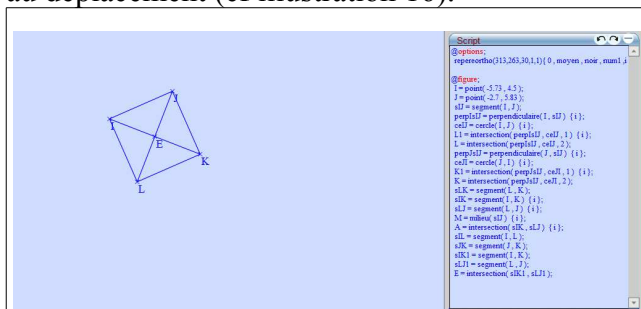 au déplacement (cf illustration 16).
Script
@options;
repereortho(313,263,30,1,1){ 0 , moyen , noir , num1 ,i
@figure;
I = point( -5.73 , 4.5 );
J = point( -2.7 , 5.83 );
sIJ = segment( I , J );
perpIsIJ = perpendiculaire( I , sIJ ) { i };
ceIJ = cercle( I , J ) { i };
L1 = intersection( perpIsIJ , ceIJ , 1 ) { i };
L = intersection( perpIsIJ , ceIJ , 2 );
perpJsIJ = perpendiculaire( J , sIJ ) { i };
ceJI = cercle( J , I ) { i };
K1 = intersection( perpJsIJ , ceJI , 1 ) { i };
K = intersection( perpJsIJ , ceJI , 2 );
sLK = segment( L , K );
sIK = segment( I , K ) { i };
sLJ = segment( L , J ) { i };
M = milieu( sIJ ) { i };
A = intersection( sIK , sLJ ) { i };
sIL = segment( I , L );
sJK = segment( J , K );
sIK1 = segment( I , K );
sLJ1 = segment( L , J );
E = intersection( sIK1 , sLJ1 );
J
I
E
K
L